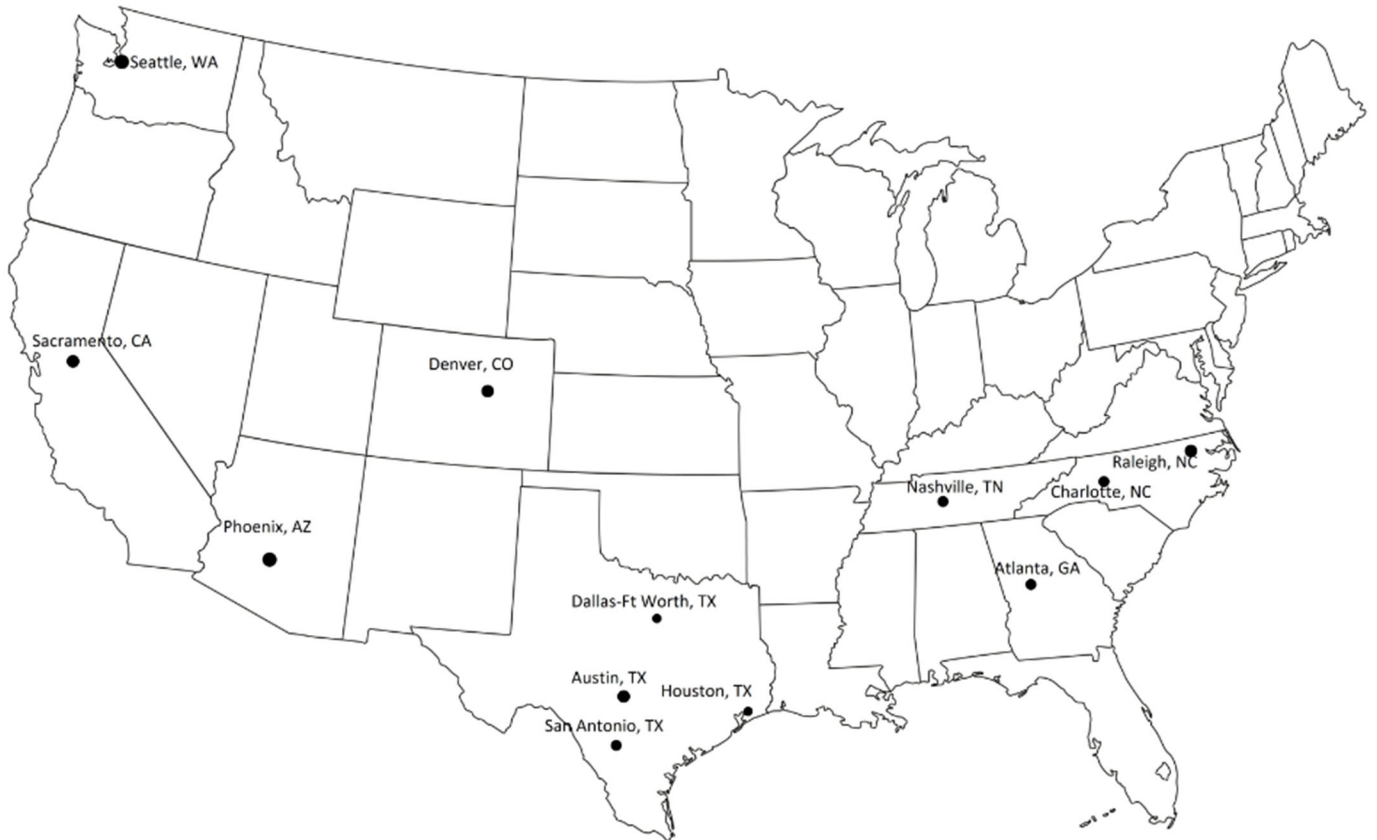 Seattle, WA
Sacramento, CA
Denver, CO
Raleigh, NC
Nashville, TN
Charlotte, NC
Phoenix, AZ
Atlanta, GA
Dallas-Ft Worth, TX
Austin, TX
Houston, TX
San Antonio, TX